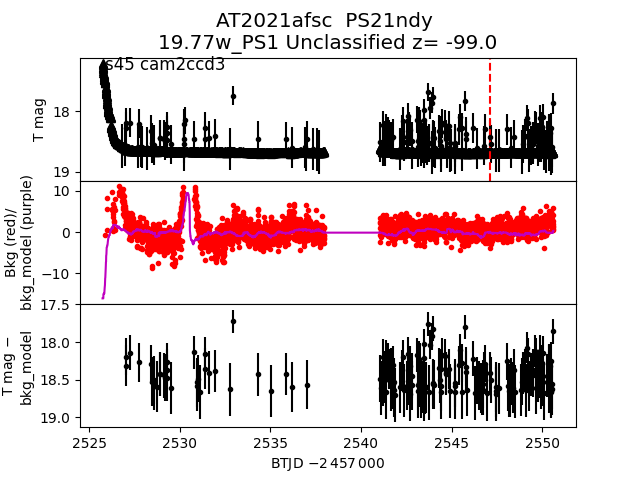 AT2021afsc PS21ndy
19.77w_PS1 Unclassified z= -99.0
s45 cam2ccd3
T mag
18
19
Bkg (red)/
bkg_model (purple)
10
0
−10
T mag −
bkg_model
17.5
18.0
18.5
19.0
2525 2530 2535 2540 2545 2550
BTJD −2 457 000